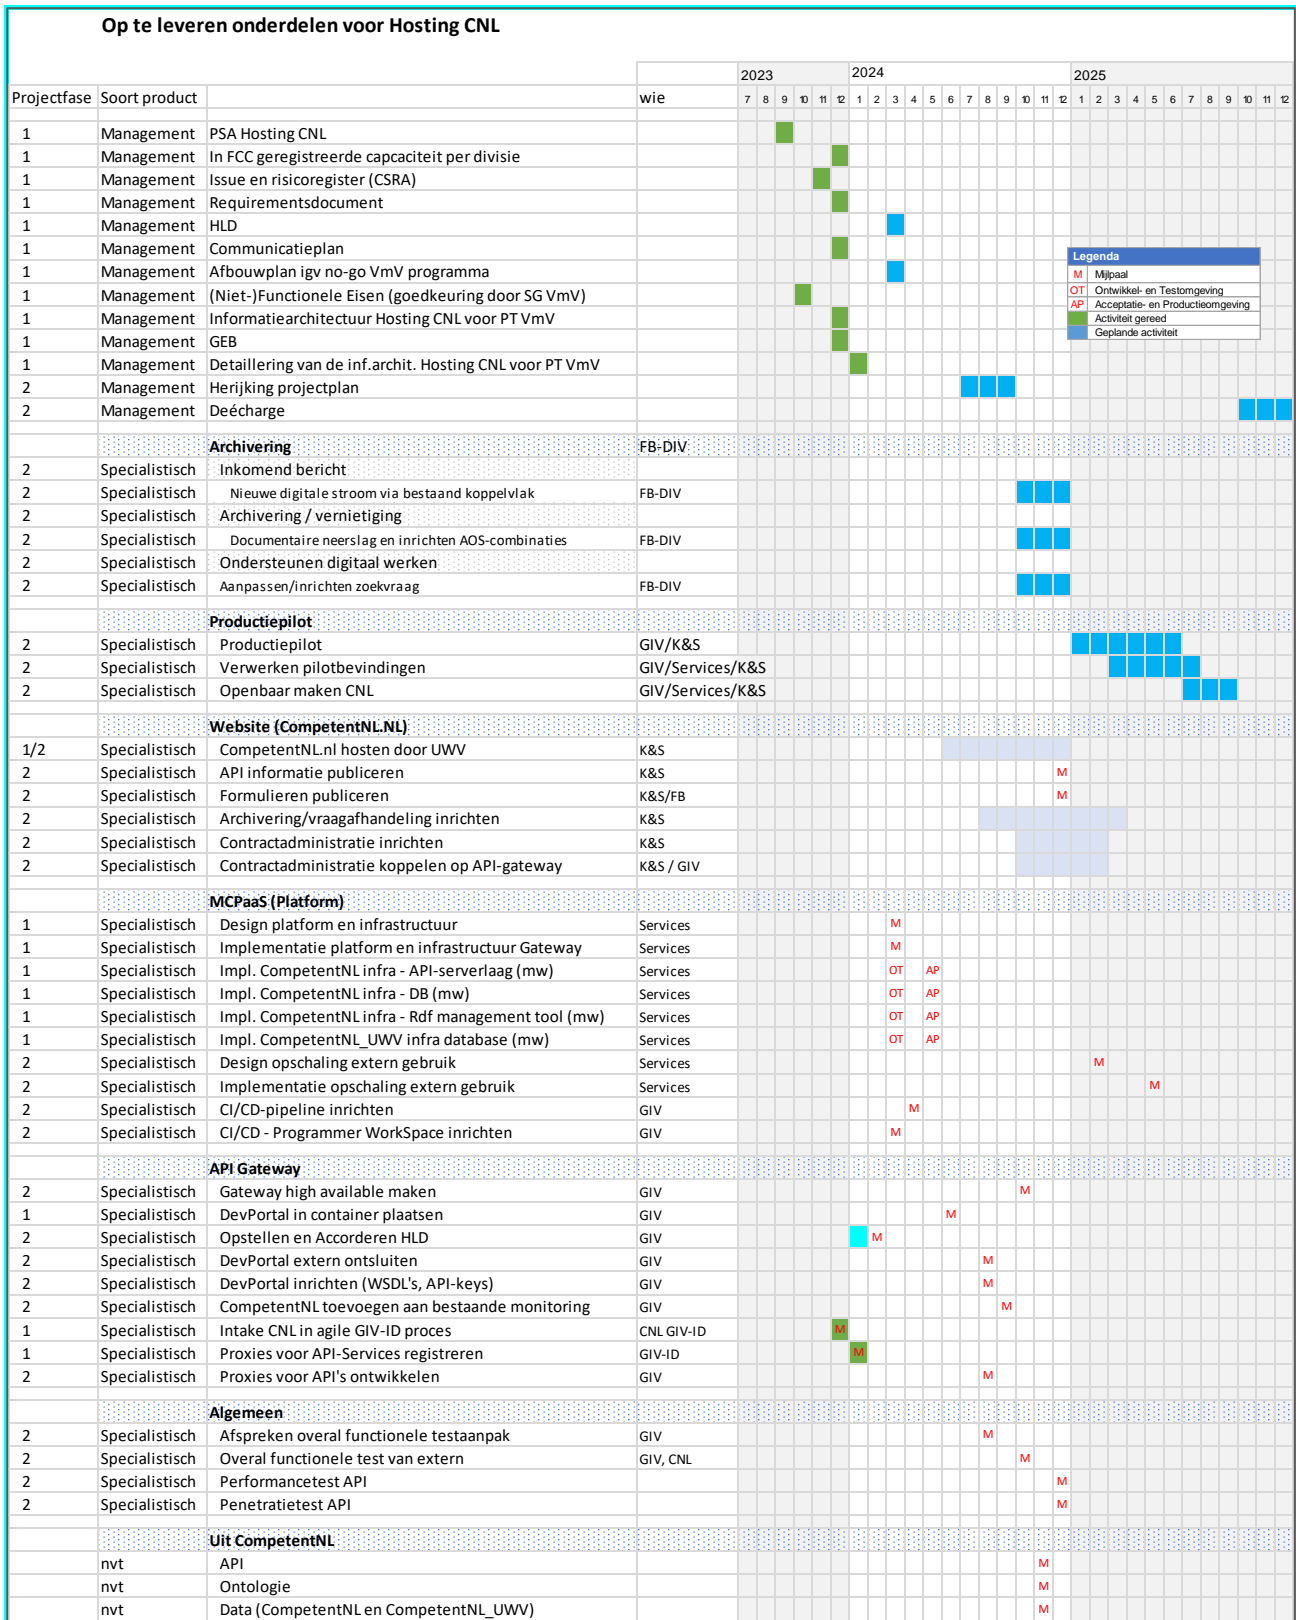 Op te leveren onderdelen voor Hosting CNL
2023 2024 2025
Projectfase Soort product wie 7 8 9 10 11 12 1 2 3 4 5 6 7 8 9 10 11 12 1 2 3 4 5 6 7 8 9 10 11 12
1 Management PSA Hosting CNL
1 Management In FCC geregistreerde capcaciteit per divisie
1 Management Issue en risicoregister (CSRA)
1 Management Requirementsdocument
1 Management HLD
1 Management Communicatieplan
1 Management Afbouwplan igv no-go VmV programma
1 Management (Niet-)Functionele Eisen (goedkeuring door SG VmV)
1 Management Informatiearchitectuur Hosting CNL voor PT VmV
1 Management GEB
1 Management Detaillering van de inf.archit. Hosting CNL voor PT VmV
2 Management Herijking projectplan
2 Management Deécharge
Legenda
M Mijlpaal
OT Ontwikkel- en Testomgeving
AP Acceptatie- en Productieomgeving
Activiteit gereed
Geplande activiteit
Archivering FB-DIV
2 Specialistisch Inkomend bericht
2 Specialistisch Nieuwe digitale stroom via bestaand koppelvlak FB-DIV
2 Specialistisch Archivering / vernietiging
2 Specialistisch Documentaire neerslag en inrichten AOS-combinaties FB-DIV
2 Specialistisch Ondersteunen digitaal werken
2 Specialistisch Aanpassen/inrichten zoekvraag FB-DIV
Productiepilot
2 Specialistisch Productiepilot GIV/K&S
2 Specialistisch Verwerken pilotbevindingen GIV/Services/K&S
2 Specialistisch Openbaar maken CNL GIV/Services/K&S
Website (CompetentNL.NL)
1/2 Specialistisch CompetentNL.nl hosten door UWV K&S
2 Specialistisch API informatie publiceren K&S M
2 Specialistisch Formulieren publiceren K&S/FB M
2 Specialistisch Archivering/vraagafhandeling inrichten K&S
2 Specialistisch Contractadministratie inrichten K&S
2 Specialistisch Contractadministratie koppelen op API-gateway K&S / GIV
MCPaaS (Platform)
1 Specialistisch Design platform en infrastructuur Services M
1 Specialistisch Implementatie platform en infrastructuur Gateway Services M
1 Specialistisch Impl. CompetentNL infra - API-serverlaag (mw) Services OT AP
1 Specialistisch Impl. CompetentNL infra - DB (mw) Services OT AP
1 Specialistisch Impl. CompetentNL infra - Rdf management tool (mw) Services OT AP
1 Specialistisch Impl. CompetentNL_UWV infra database (mw) Services OT AP
2 Specialistisch Design opschaling extern gebruik Services M
2 Specialistisch Implementatie opschaling extern gebruik Services M
2 Specialistisch CI/CD-pipeline inrichten GIV M
2 Specialistisch CI/CD - Programmer WorkSpace inrichten GIV M
API Gateway
2 Specialistisch Gateway high available maken GIV M
1 Specialistisch DevPortal in container plaatsen GIV M
2 Specialistisch Opstellen en Accorderen HLD GIV M
2 Specialistisch DevPortal extern ontsluiten GIV M
2 Specialistisch DevPortal inrichten (WSDL's, API-keys) GIV M
2 Specialistisch CompetentNL toevoegen aan bestaande monitoring GIV M
1 Specialistisch Intake CNL in agile GIV-ID proces CNL GIV-ID M
1 Specialistisch Proxies voor API-Services registreren GIV-ID M
2 Specialistisch Proxies voor API's ontwikkelen GIV M
Algemeen
2 Specialistisch Afspreken overal functionele testaanpak GIV M
2 Specialistisch Overal functionele test van extern GIV, CNL M
2 Specialistisch Performancetest API M
2 Specialistisch Penetratietest API M
Uit CompetentNL
nvt API M
nvt Ontologie M
nvt Data (CompetentNL en CompetentNL_UWV) M